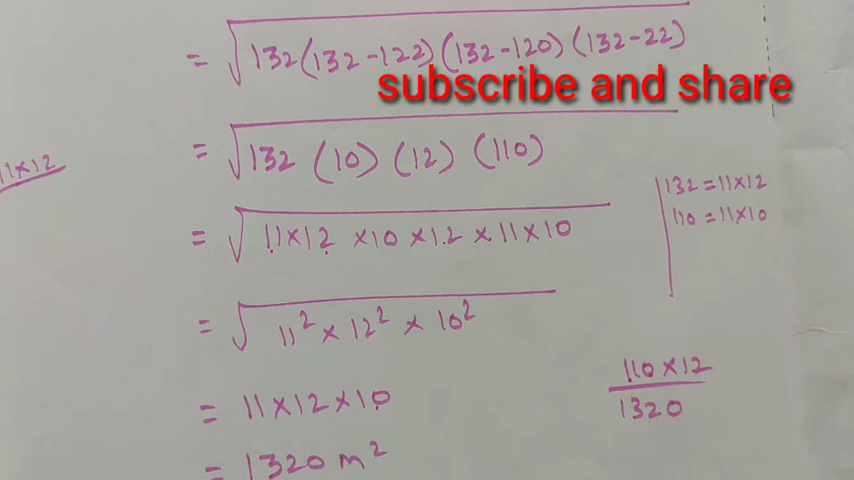 = √132(132-122)(132-120)(132-22)
subscribe and share
= √132 (10) (12) (110)
11×12
132 = 11×12
110 = 11×10
= √11×12 ×10 ×12 × 11×10
= √11² × 12² × 10²
= 11×12×10
110×12
1320
= 1320 m²